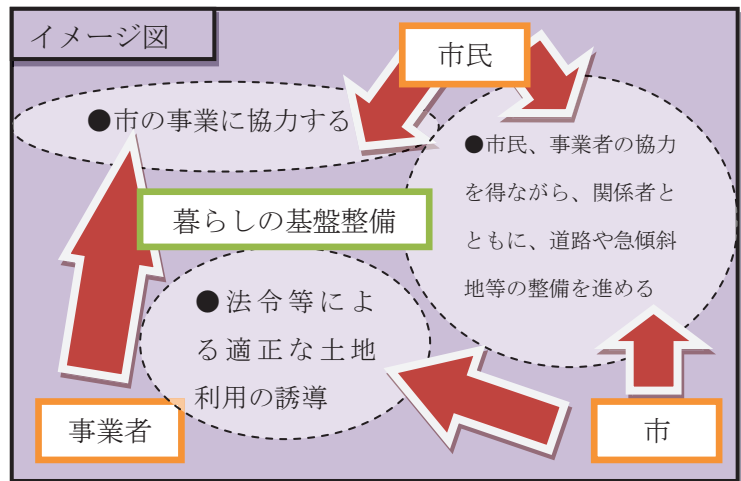 イメージ図
市民
●市の事業に協力する
●市民、事業者の協力
を得ながら、関係者と
ともに、道路や急傾斜
地等の整備を進める
暮らしの基盤整備
●法令等によ
る適正な土地
利用の誘導
事業者
市